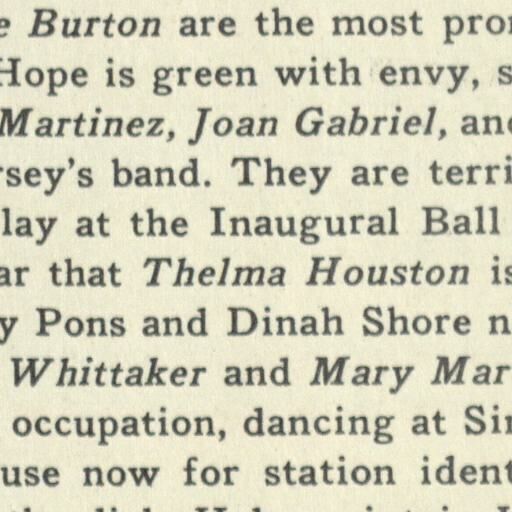 e Burton are the most pro
Hope is green with envy, s
Martinez, Joan Gabriel, and
rsey's band. They are terri
lay at the Inaugural Ball
ar that Thelma Houston is
y Pons and Dinah Shore n
Whittaker and Mary Mar
occupation, dancing at Sin
use now for station ident